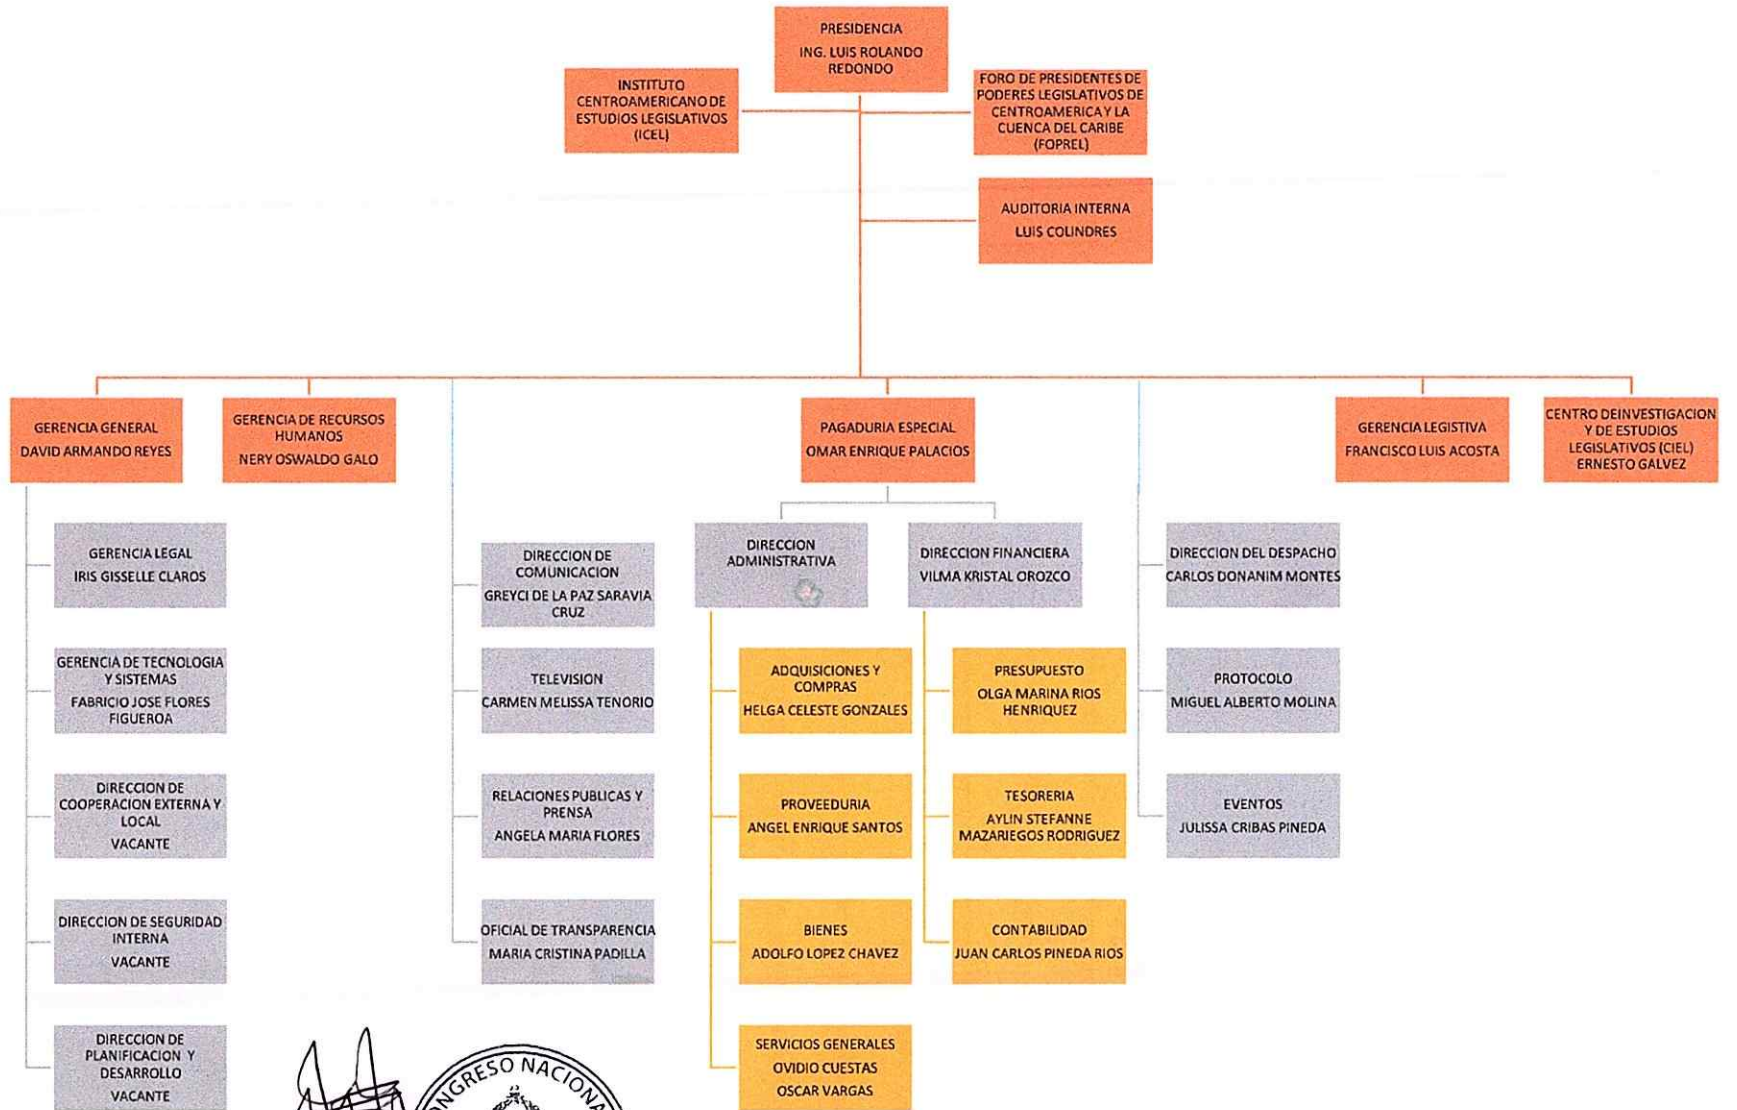 PRESIDENCIA
ING. LUIS ROLANDO
REDONDO
INSTITUTO
CENTROAMERICANO DE
ESTUDIOS LEGISLATIVOS
(ICEL)
FORO DE PRESIDENTES DE
PODERES LEGISLATIVOS DE
CENTROAMERICA Y LA
CUENCA DEL CARIBE
(FOPREL)
AUDITORIA INTERNA
LUIS COLINDRES
GERENCIA GENERAL
DAVID ARMANDO REYES
GERENCIA DE RECURSOS
HUMANOS
NERY OSWALDO GALO
PAGADURIA ESPECIAL
OMAR ENRIQUE PALACIOS
GERENCIA LEGISTIVA
FRANCISCO LUIS ACOSTA
CENTRO DEINVESTIGACION
Y DE ESTUDIOS
LEGISLATIVOS (CIEL)
ERNESTO GALVEZ
GERENCIA LEGAL
IRIS GISSELLE CLAROS
GERENCIA DE TECNOLOGIA
Y SISTEMAS
FABRICIO JOSE FLORES
FIGUEROA
DIRECCION DE
COOPERACION EXTERNA Y
LOCAL
VACANTE
DIRECCION DE SEGURIDAD
INTERNA
VACANTE
DIRECCION DE
PLANIFICACION Y
DESARROLLO
VACANTE
DIRECCION DE
COMUNICACION
GREYCI DE LA PAZ SARAVIA
CRUZ
TELEVISION
CARMEN MELISSA TENORIO
RELACIONES PUBLICAS Y
PRENSA
ANGELA MARIA FLORES
OFICIAL DE TRANSPARENCIA
MARIA CRISTINA PADILLA
DIRECCION
ADMINISTRATIVA
ADQUISICIONES Y
COMPRAS
HELGA CELESTE GONZALES
PROVEEDURIA
ANGEL ENRIQUE SANTOS
BIENES
ADOLFO LOPEZ CHAVEZ
SERVICIOS GENERALES
OVIDIO CUESTAS
OSCAR VARGAS
DIRECCION FINANCIERA
VILMA KRISTAL OROZCO
PRESUPUESTO
OLGA MARINA RIOS
HENRIQUEZ
TESORERIA
AYLIN STEFANNE
MAZARIEGOS RODRIGUEZ
CONTABILIDAD
JUAN CARLOS PINEDA RIOS
DIRECCION DEL DESPACHO
CARLOS DONANIM MONTES
PROTOCOLO
MIGUEL ALBERTO MOLINA
EVENTOS
JULISSA CRIBAS PINEDA
CONGRESO NACIONAL